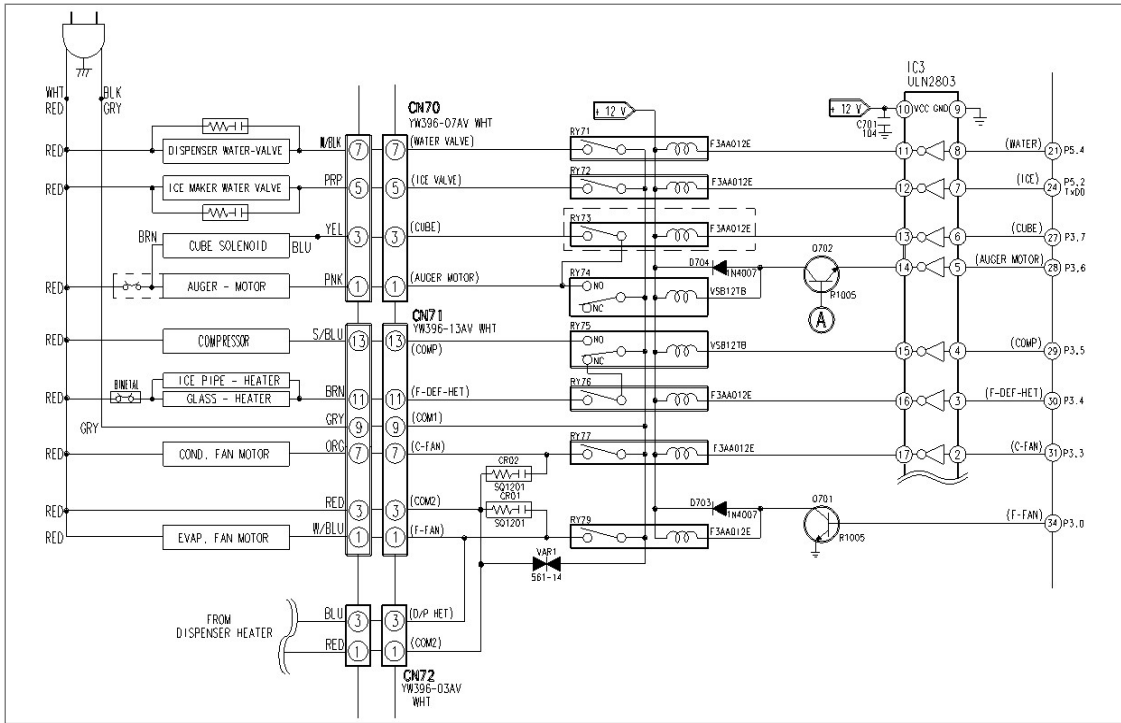 WHT BLK
RED GRY
CN70
YW396-07AV WHT
+ 12 V
IC3
ULN2803
+ 12 V
10 VCC GND 9
C701
104
RED DISPENSER WATER-VALVE W/BLK 7 7 (WATER VALVE) RY71 F3AA012E 11 8 (WATER) 21 P5.4
RED ICE MAKER WATER VALVE PRP 5 5 (ICE VALVE) RY72 F3AA012E 12 7 (ICE) 24 P5.2
TxD0
BRN CUBE SOLENOID BLU YEL 3 3 (CUBE) RY73 F3AA012E 13 6 (CUBE) 27 P3.7
D704 1N4007 Q702 R1005 14 5 (AUGER MOTOR) 28 P3.6
RED AUGER - MOTOR PNK 1 1 (AUGER MOTOR) RY74 NO NC VSB12TB
A
CN71
YW396-13AV WHT
RED COMPRESSOR S/BLU 13 13 (COMP) RY75 NO NC VSB12TB 15 4 (COMP) 29 P3.5
ICE PIPE - HEATER
RED BIMETAL GLASS - HEATER BRN 11 11 (F-DEF-HET) RY76 F3AA012E 16 3 (F-DEF-HET) 30 P3.4
GRY GRY 9 9 (COM1)
RED COND. FAN MOTOR ORG 7 7 (C-FAN) RY77 F3AA012E 17 2 (C-FAN) 31 P3.3
CR02
SQ1201
CR01
SQ1201
RED RED 3 3 (COM2)
D703 1N4007 Q701 R1005 (F-FAN) 34 P3.0
RED EVAP. FAN MOTOR W/BLU 1 1 (F-FAN) RY79 F3AA012E
VAR1
561-14
FROM
DISPENSER HEATER
BLU 3 3 (D/P HET)
RED 1 1 (COM2)
CN72
YW396-03AV
WHT